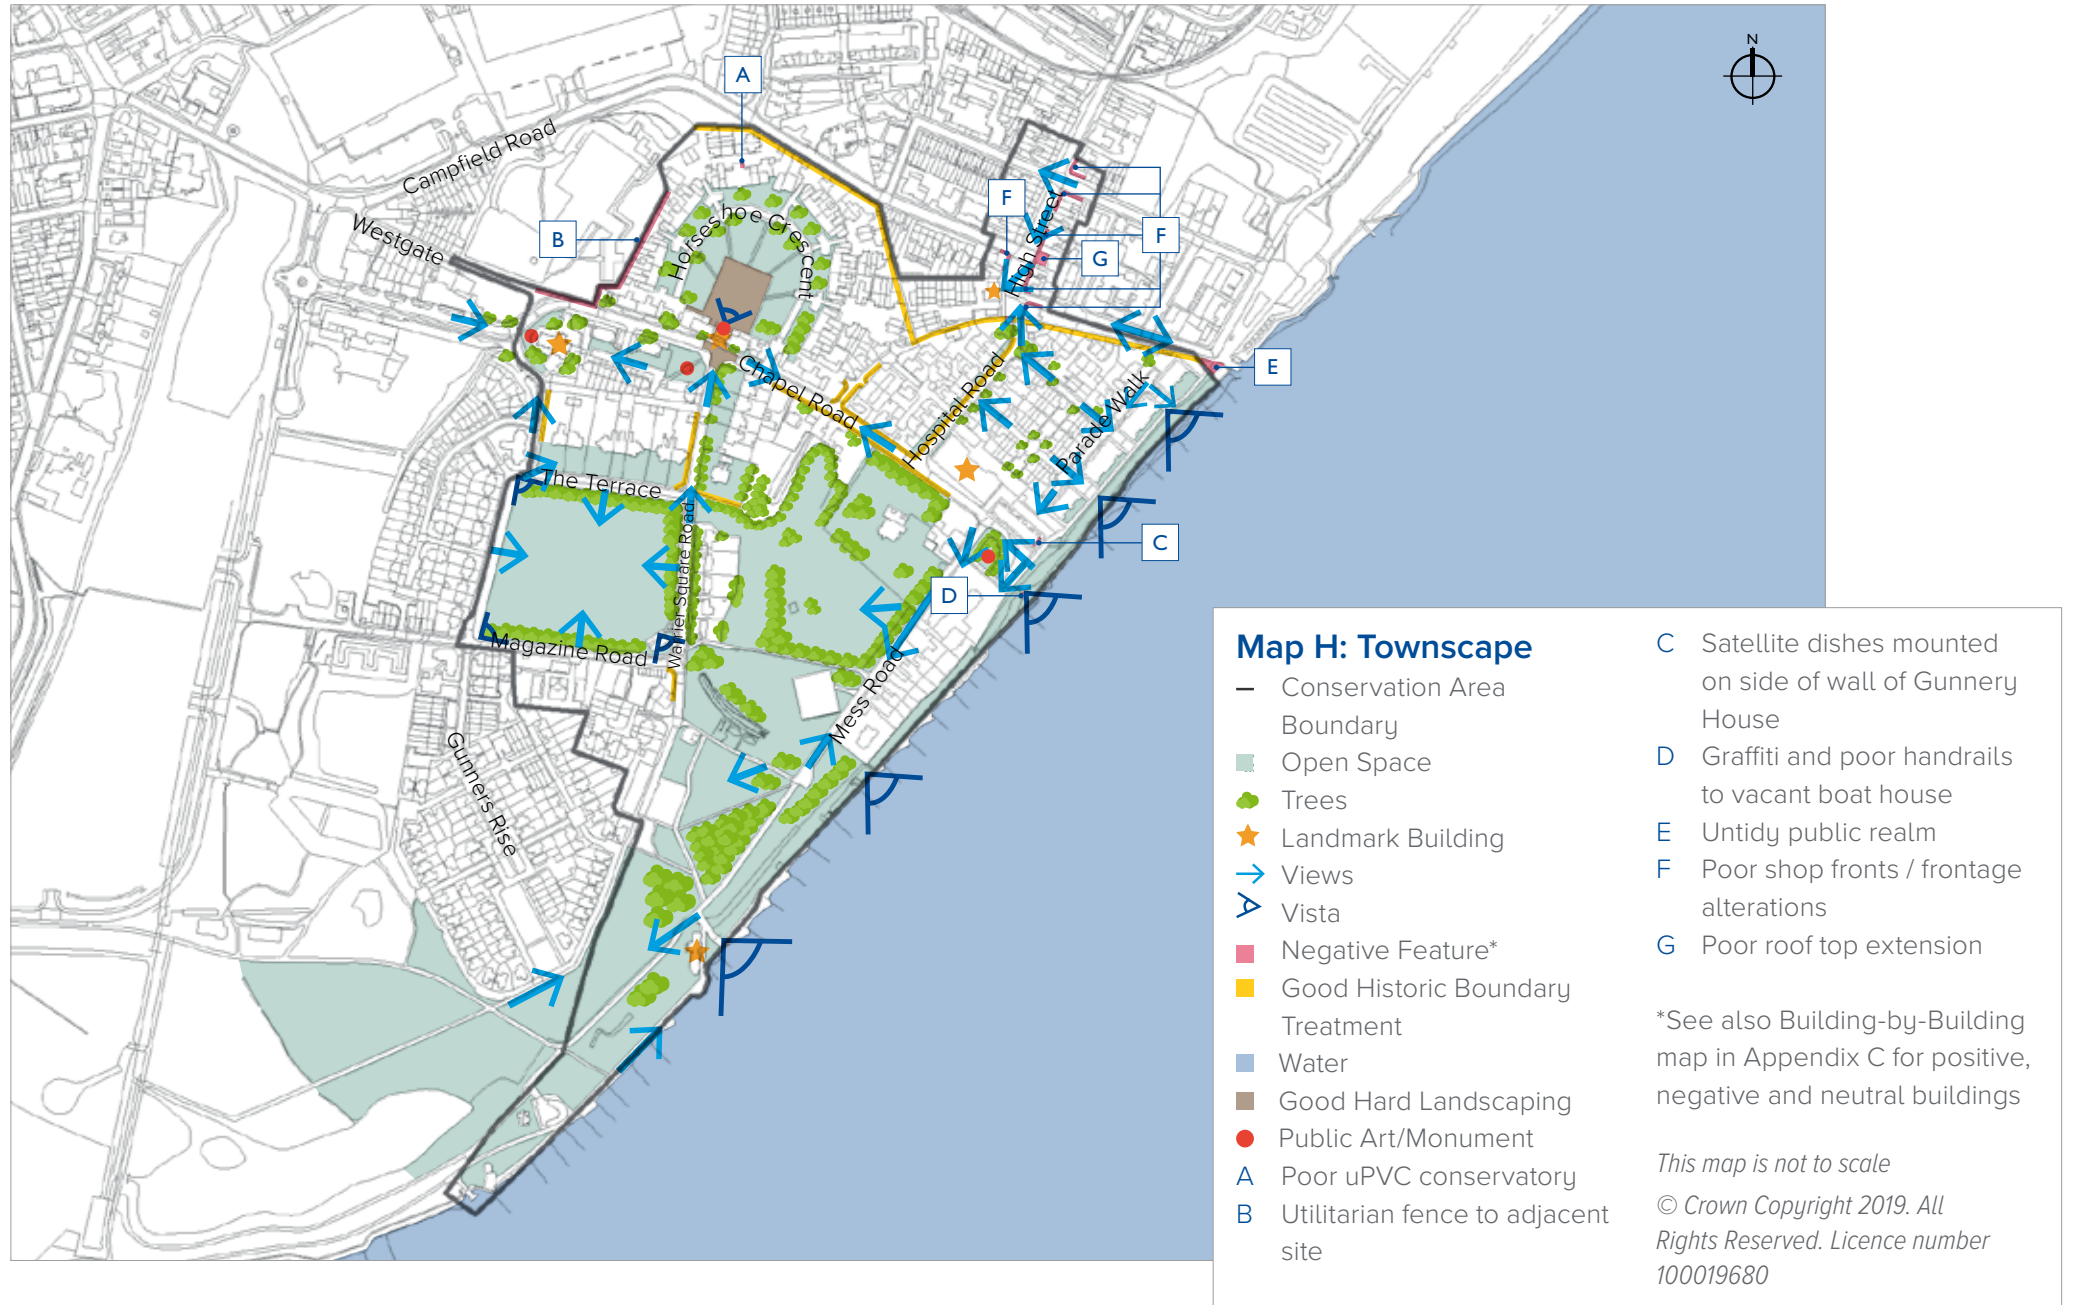 N
A
Campfield Road
Westgate
B
Horseshoe Crescent
F
High Street
F
G
E
Chapel Road
Hospital Road
Parade Walk
The Terrace
Warrier Square Road
C
D
Magazine Road
Mess Road
Gunners Rise
Map H: Townscape
Conservation Area
Boundary
Open Space
Trees
Landmark Building
Views
Vista
Negative Feature*
Good Historic Boundary
Treatment
Water
Good Hard Landscaping
Public Art/Monument
A Poor uPVC conservatory
B Utilitarian fence to adjacent
site
C Satellite dishes mounted
on side of wall of Gunnery
House
D Graffiti and poor handrails
to vacant boat house
E Untidy public realm
F Poor shop fronts / frontage
alterations
G Poor roof top extension
*See also Building-by-Building
map in Appendix C for positive,
negative and neutral buildings
This map is not to scale
© Crown Copyright 2019. All
Rights Reserved. Licence number
100019680